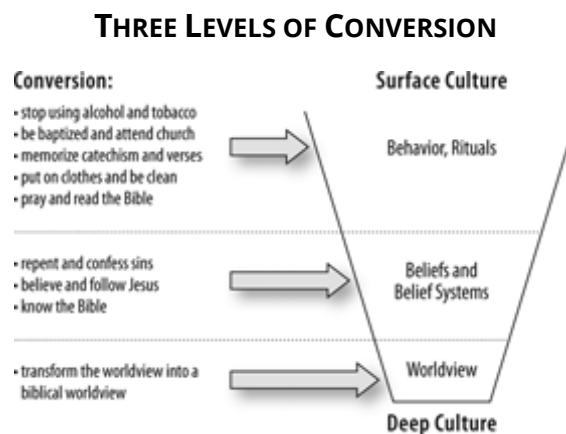 THREE LEVELS OF CONVERSION
Conversion:
• stop using alcohol and tobacco
• be baptized and attend church
• memorize catechism and verses
• put on clothes and be clean
• pray and read the Bible
Surface Culture
Behavior, Rituals
• repent and confess sins
• believe and follow Jesus
• know the Bible
Beliefs and
Belief Systems
• transform the worldview into a
biblical worldview
Worldview
Deep Culture